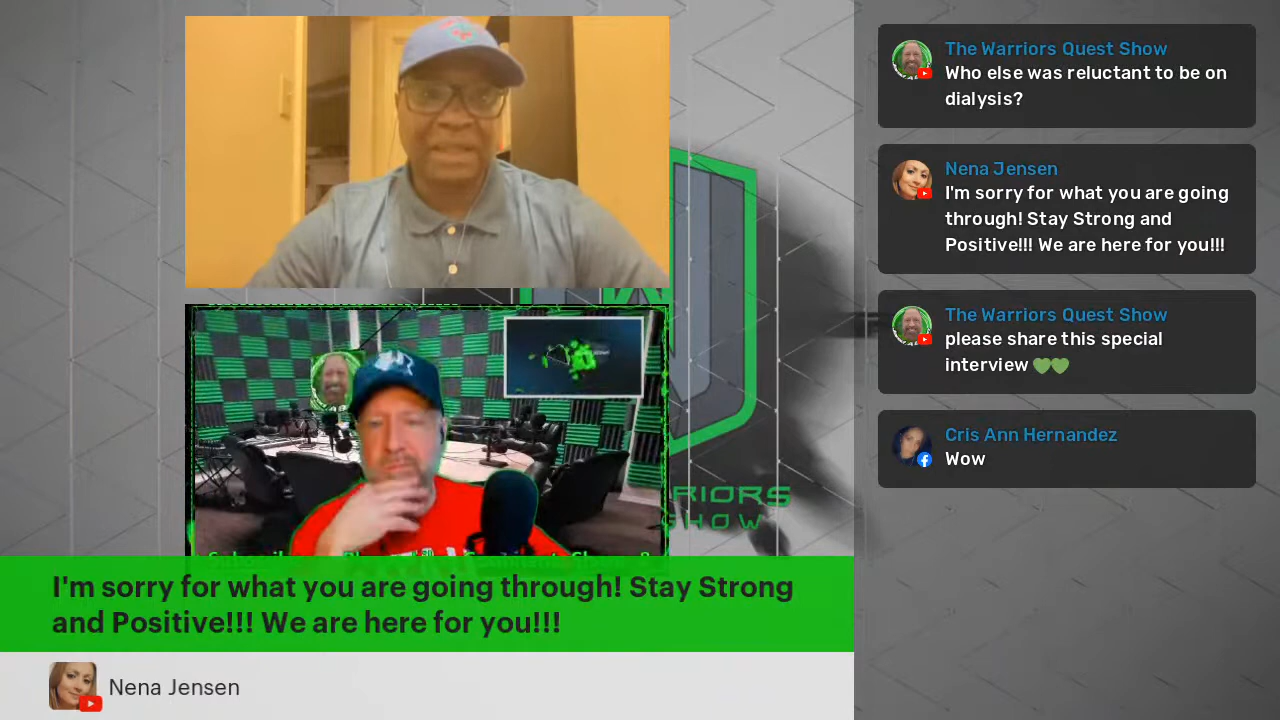 The Warriors Quest Show
Who else was reluctant to be on
dialysis?
Nena Jensen
I'm sorry for what you are going
through! Stay Strong and
Positive!!! We are here for you!!!
The Warriors Quest Show
please share this special
interview 💚💚
Cris Ann Hernandez
Wow
RIORS
SHOW
I'm sorry for what you are going through! Stay Strong
and Positive!!! We are here for you!!!
Nena Jensen